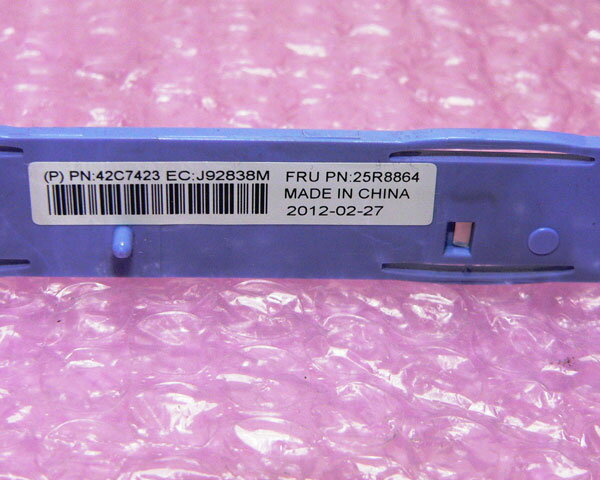 (P) PN:42C7423 EC:J92838M FRU PN:25R8864
MADE IN CHINA
2012-02-27